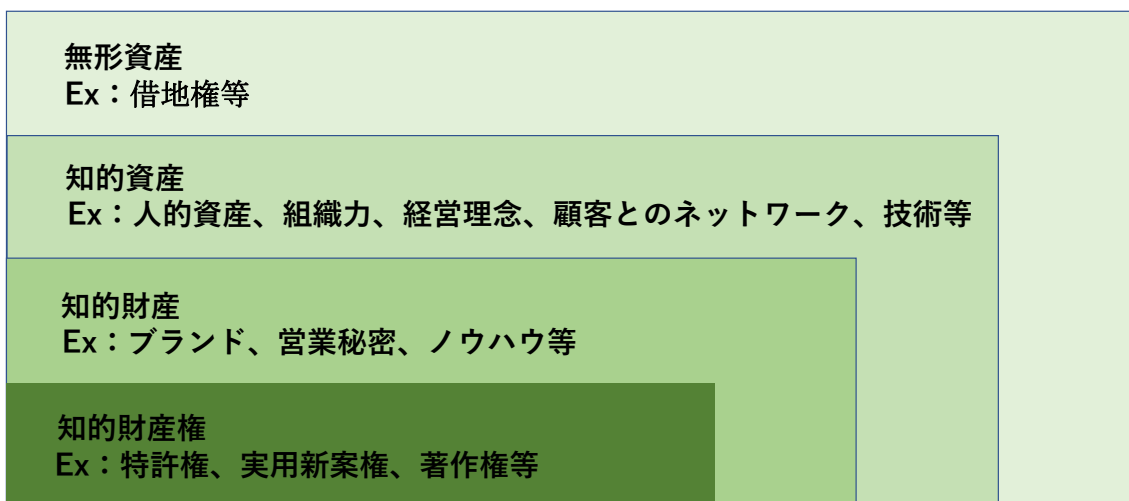 無形資産
Ex：借地権等
知的資産
Ex：人的資産、組織力、経営理念、顧客とのネットワーク、技術等
知的財産
Ex：ブランド、営業秘密、ノウハウ等
知的財産権
Ex：特許権、実用新案権、著作権等